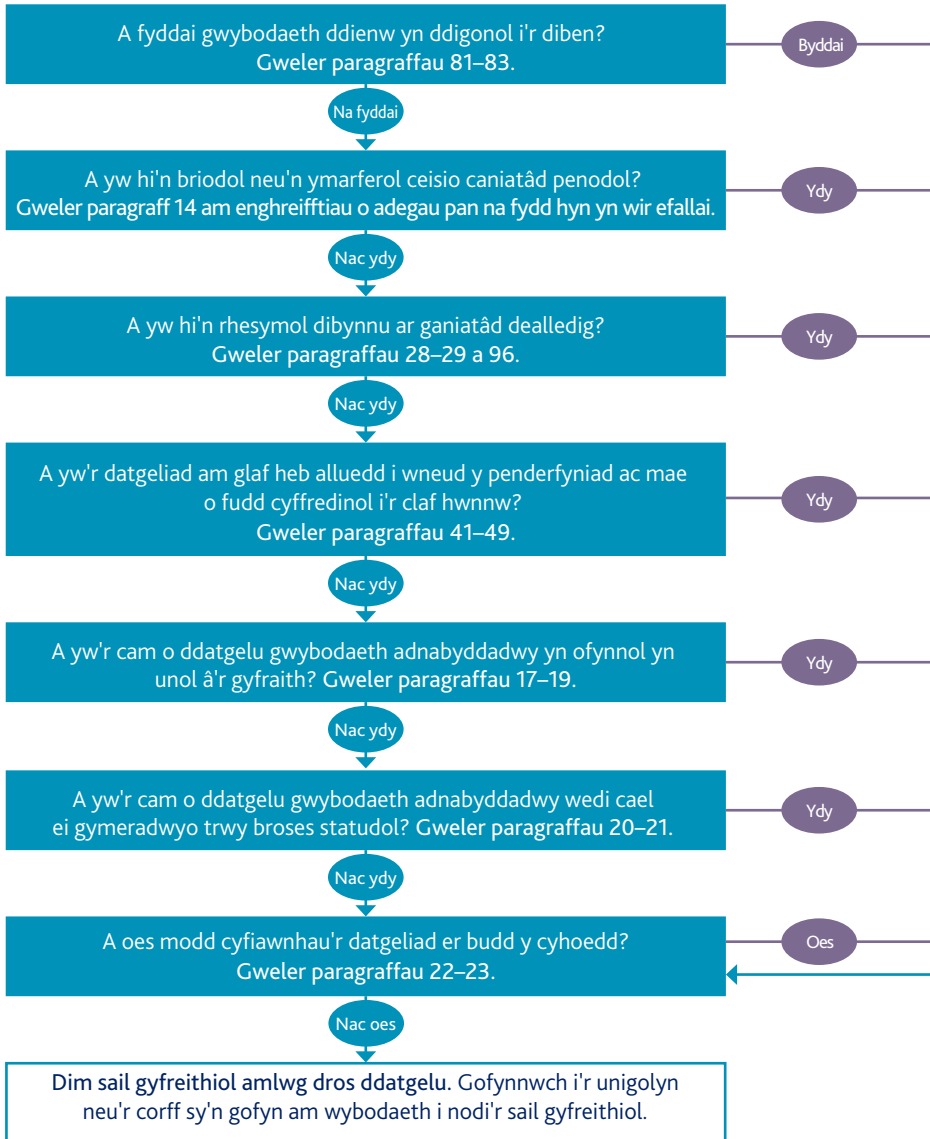 A fyddai gwybodaeth ddienw yn ddigonol i'r diben?
Gweler paragraffau 81–83.
Byddai
Na fyddai
A yw hi'n briodol neu'n ymarferol ceisio caniatâd penodol?
Gweler paragraff 14 am enghreifftiau o adegau pan na fydd hyn yn wir efallai.
Ydy
Nac ydy
A yw hi'n rhesymol dibynnu ar ganiatâd dealledig?
Gweler paragraffau 28–29 a 96.
Ydy
Nac ydy
A yw'r datgeliad am glaf heb alluedd i wneud y penderfyniad ac mae
o fudd cyffredinol i'r claf hwnnw?
Gweler paragraffau 41–49.
Ydy
Nac ydy
A yw'r cam o ddatgelu gwybodaeth adnabyddadwy yn ofynnol yn
unol â'r gyfraith? Gweler paragraffau 17–19.
Ydy
Nac ydy
A yw'r cam o ddatgelu gwybodaeth adnabyddadwy wedi cael
ei gymeradwyo trwy broses statudol? Gweler paragraffau 20–21.
Ydy
Nac ydy
A oes modd cyfiawnhau'r datgeliad er budd y cyhoedd?
Gweler paragraffau 22–23.
Oes
Nac oes
Dim sail gyfreithiol amlwg dros ddatgelu. Gofynnwch i'r unigolyn
neu'r corff sy'n gofyn am wybodaeth i nodi'r sail gyfreithiol.